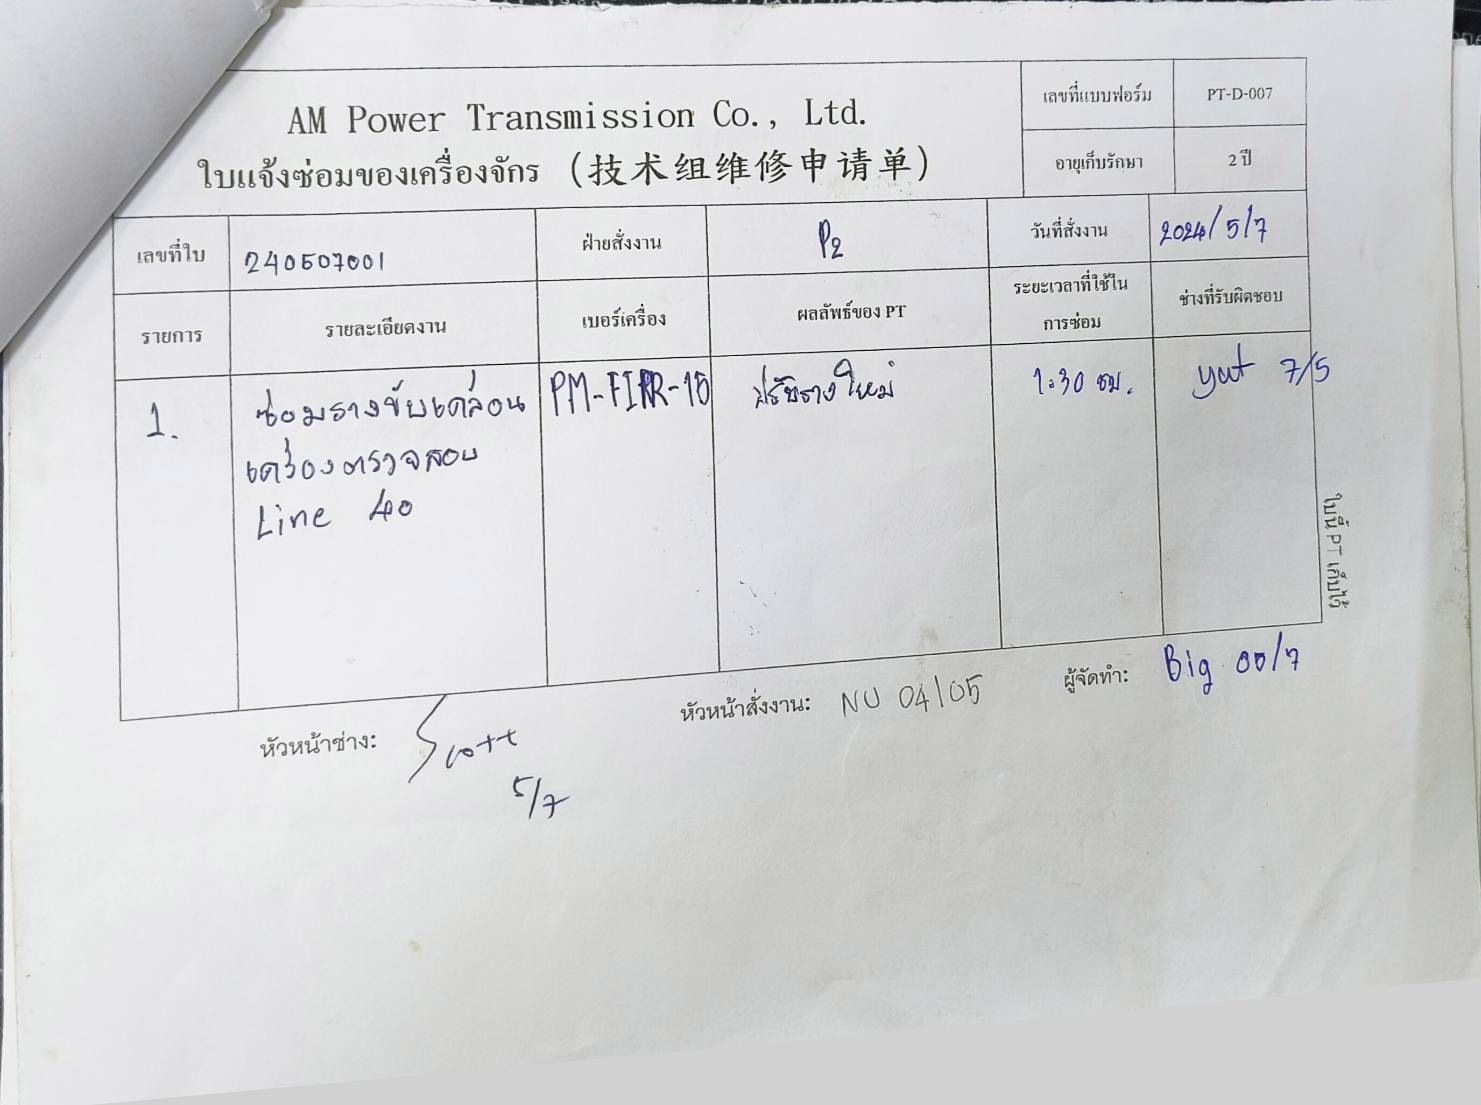 AM Power Transmission Co., Ltd.
ใบแจ้งซ่อมของเครื่องจักร (技术组维修申请单)
เลขที่แบบฟอร์ม PT-D-007
อายุเก็บรักษา 2 ปี
เลขที่ใบ 240507001 ฝ่ายสั่งงาน P2 วันที่สั่งงาน 2024/5/7
รายการ รายละเอียดงาน เบอร์เครื่อง ผลลัพธ์ของ PT ระยะเวลาที่ใช้ใน ช่างที่รับผิดชอบ
การซ่อม
1. ซ่อมรางขับเคลื่อน ปรับรางใหม่ 1:30 ชม. yut 7/5
เครื่องตรวจสอบ
Line 40
ใบนี้ PT เก็บไว้
หัวหน้าช่าง: Scott
5/7
หัวหน้าสั่งงาน: NU 04/05
ผู้จัดทำ: Big 05/7